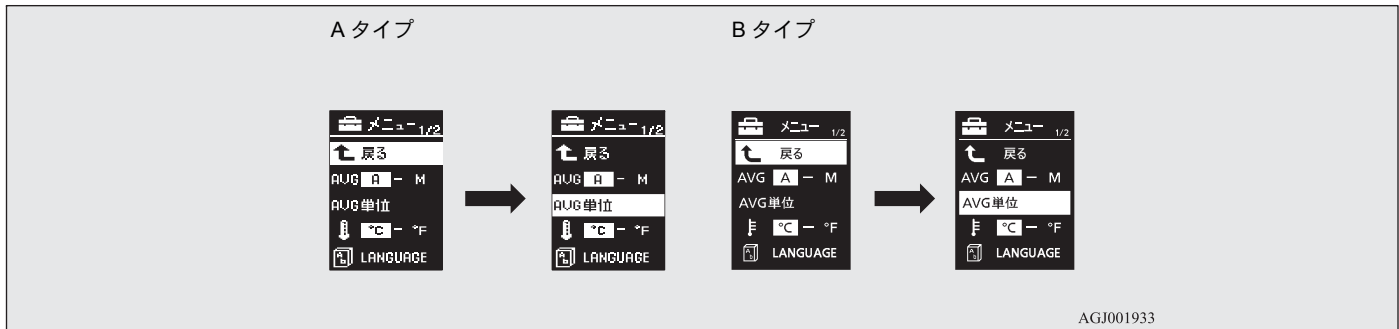 A タイプ
メニュー 1/2
戻る
AVG A − M
AVG単位
°C − °F
LANGUAGE
メニュー 1/2
戻る
AVG A − M
AVG単位
°C − °F
LANGUAGE
B タイプ
メニュー 1/2
戻る
AVG A − M
AVG単位
°C − °F
LANGUAGE
メニュー 1/2
戻る
AVG A − M
AVG単位
°C − °F
LANGUAGE
AGJ001933